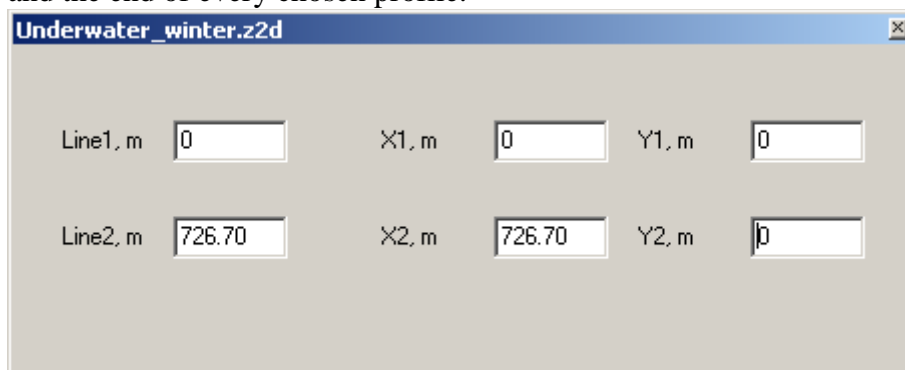 and the end of every chosen profile.
Underwater_winter.z2d
Line1, m 0 X1, m 0 Y1, m 0
Line2, m 726.70 X2, m 726.70 Y2, m 0